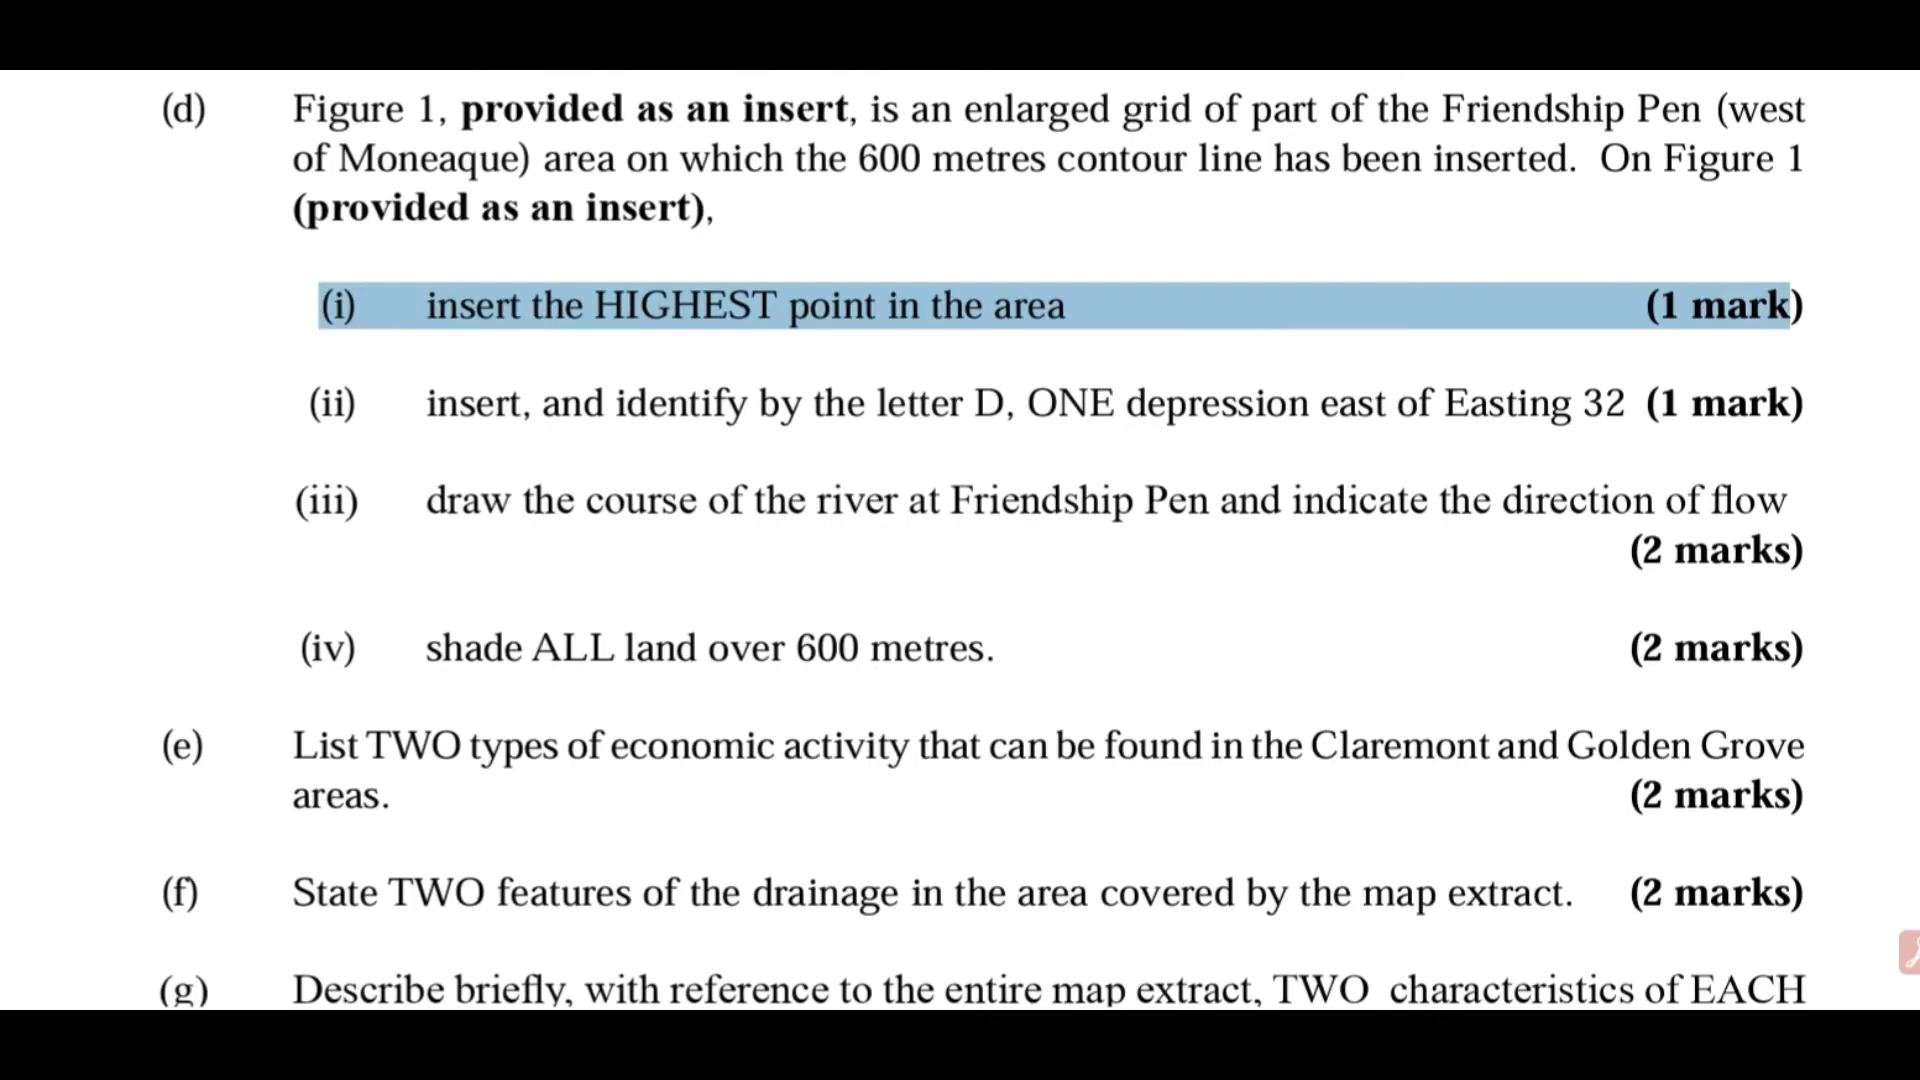 (d) Figure 1, provided as an insert, is an enlarged grid of part of the Friendship Pen (west
of Moneaque) area on which the 600 metres contour line has been inserted. On Figure 1
(provided as an insert),
(i) insert the HIGHEST point in the area (1 mark)
(ii) insert, and identify by the letter D, ONE depression east of Easting 32 (1 mark)
(iii) draw the course of the river at Friendship Pen and indicate the direction of flow
(2 marks)
(iv) shade ALL land over 600 metres. (2 marks)
(e) List TWO types of economic activity that can be found in the Claremont and Golden Grove
areas. (2 marks)
(f) State TWO features of the drainage in the area covered by the map extract. (2 marks)
(g) Describe briefly, with reference to the entire map extract, TWO characteristics of EACH